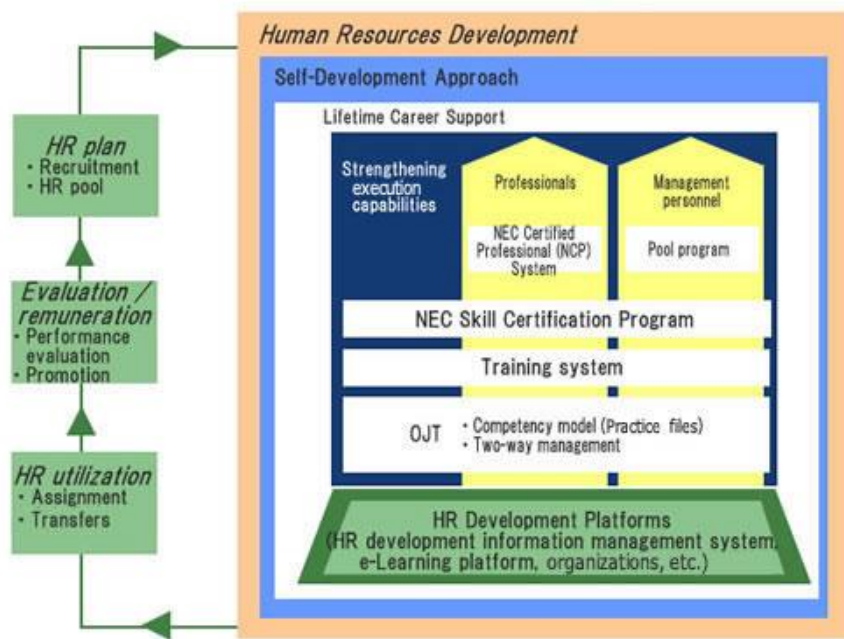 Human Resources Development
Self-Development Approach
Lifetime Career Support
HR plan
• Recruitment
• HR pool
Evaluation /
remuneration
• Performance
evaluation
• Promotion
HR utilization
• Assignment
• Transfers
Strengthening
execution
capabilities
Professionals
NEC Certified
Professional (NCP)
System
Management
personnel
Pool program
NEC Skill Certification Program
Training system
OJT
• Competency model (Practice files)
• Two-way management
HR Development Platforms
(HR development information management system,
e-Learning platform, organizations, etc.)